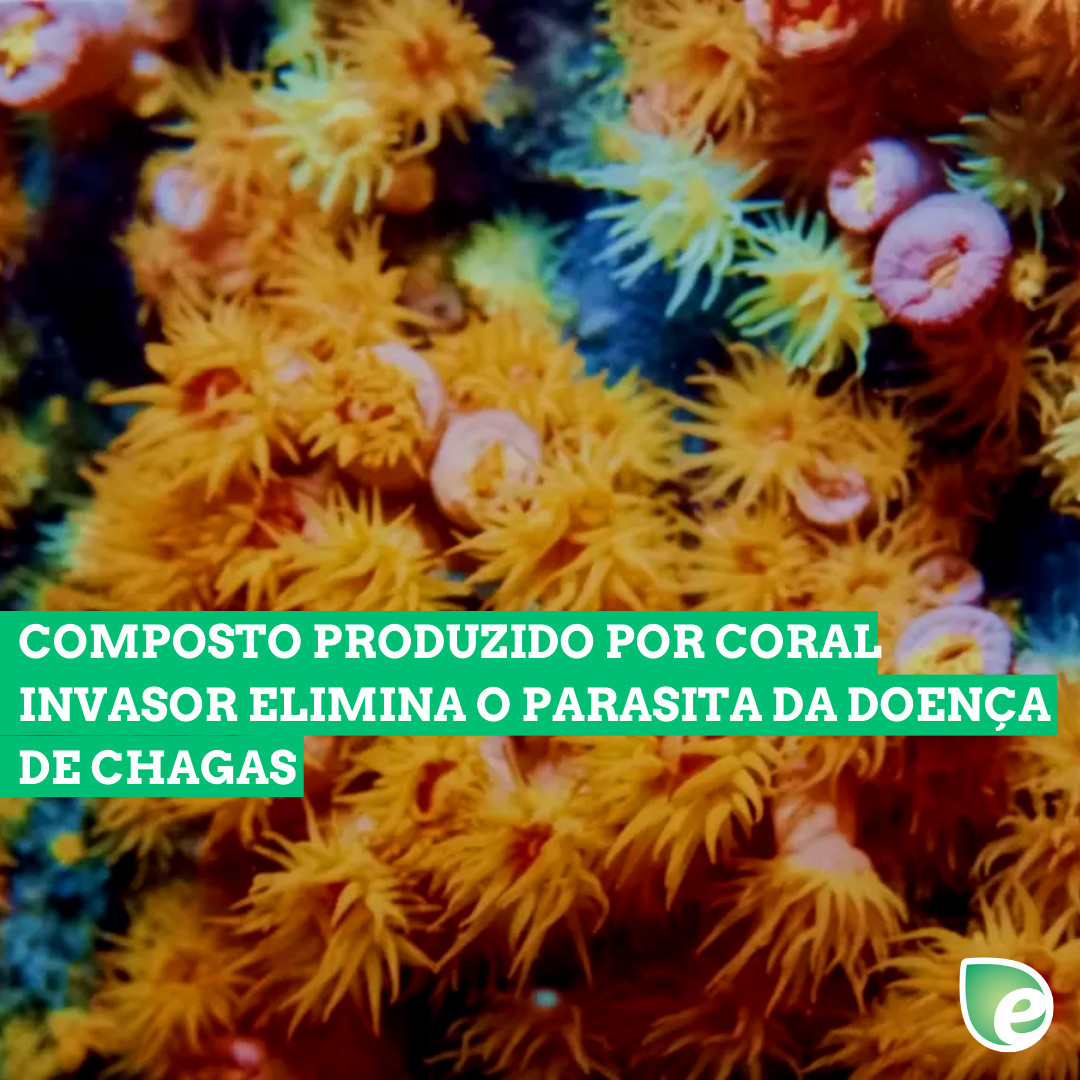 COMPOSTO PRODUZIDO POR CORAL
INVASOR ELIMINA O PARASITA DA DOENÇA
DE CHAGAS
e